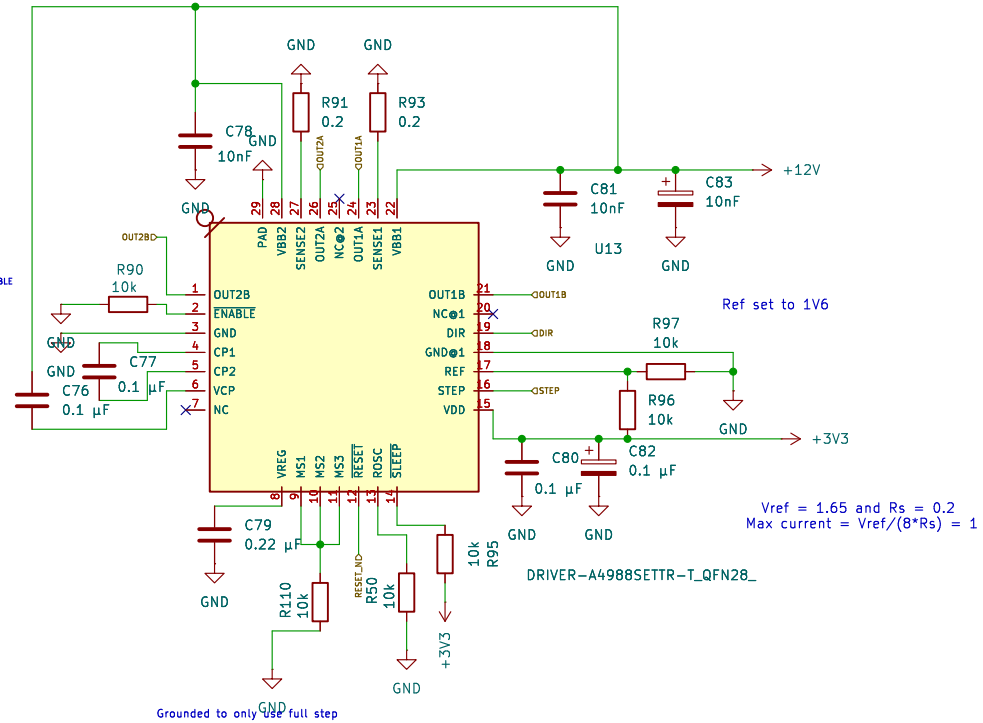 GND
GND
R91
0.2
R93
0.2
C78
10nF
GND
GND
OUT2A
OUT1A
+12V
C81
10nF
C83
10nF
GND
GND
U13
29
28
27
26
25
24
23
22
PAD
VBB2
SENSE2
OUT2A
NC@2
OUT1A
SENSE1
VBB1
OUT2B
BLE
R90
10k
GND
GND
C77
0.1 µF
C76
0.1 µF
1 OUT2B
2 ENABLE
3 GND
4 CP1
5 CP2
6 VCP
7 NC
OUT1B 21
NC@1 20
DIR 19
GND@1 18
REF 17
STEP 16
VDD 15
OUT1B
DIR
STEP
Ref set to 1V6
R97
10k
R96
10k
GND
+3V3
C80
0.1 µF
C82
0.1 µF
GND
GND
VREG
MS1
MS2
MS3
RESET
ROSC
SLEEP
8
9
10
11
12
13
14
C79
0.22 µF
GND
R110
10k
RESET_N
R50
10k
10k
R95
+3V3
GND
GND
Vref = 1.65 and Rs = 0.2
Max current = Vref/(8*Rs) = 1
DRIVER-A4988SETTR-T_QFN28_
Grounded to only use full step